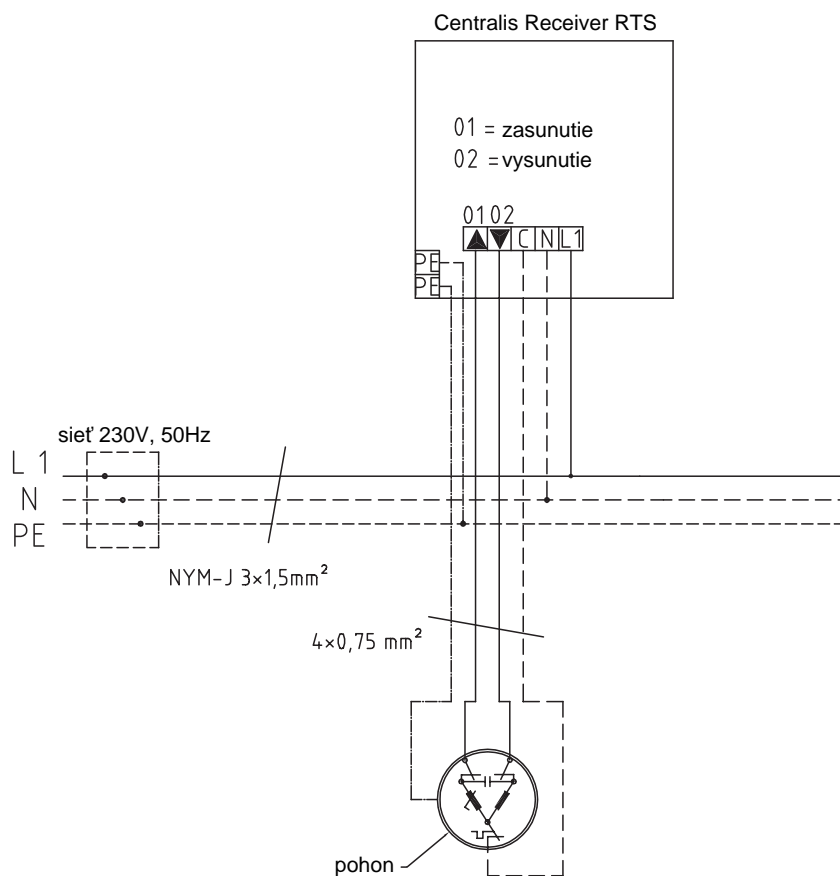 Centralis Receiver RTS
01 = zasunutie
02 = vysunutie
01 02
C N L1
PE
PE
sieť 230V, 50Hz
L1
N
PE
NYM-J 3×1,5mm²
4×0,75 mm²
pohon